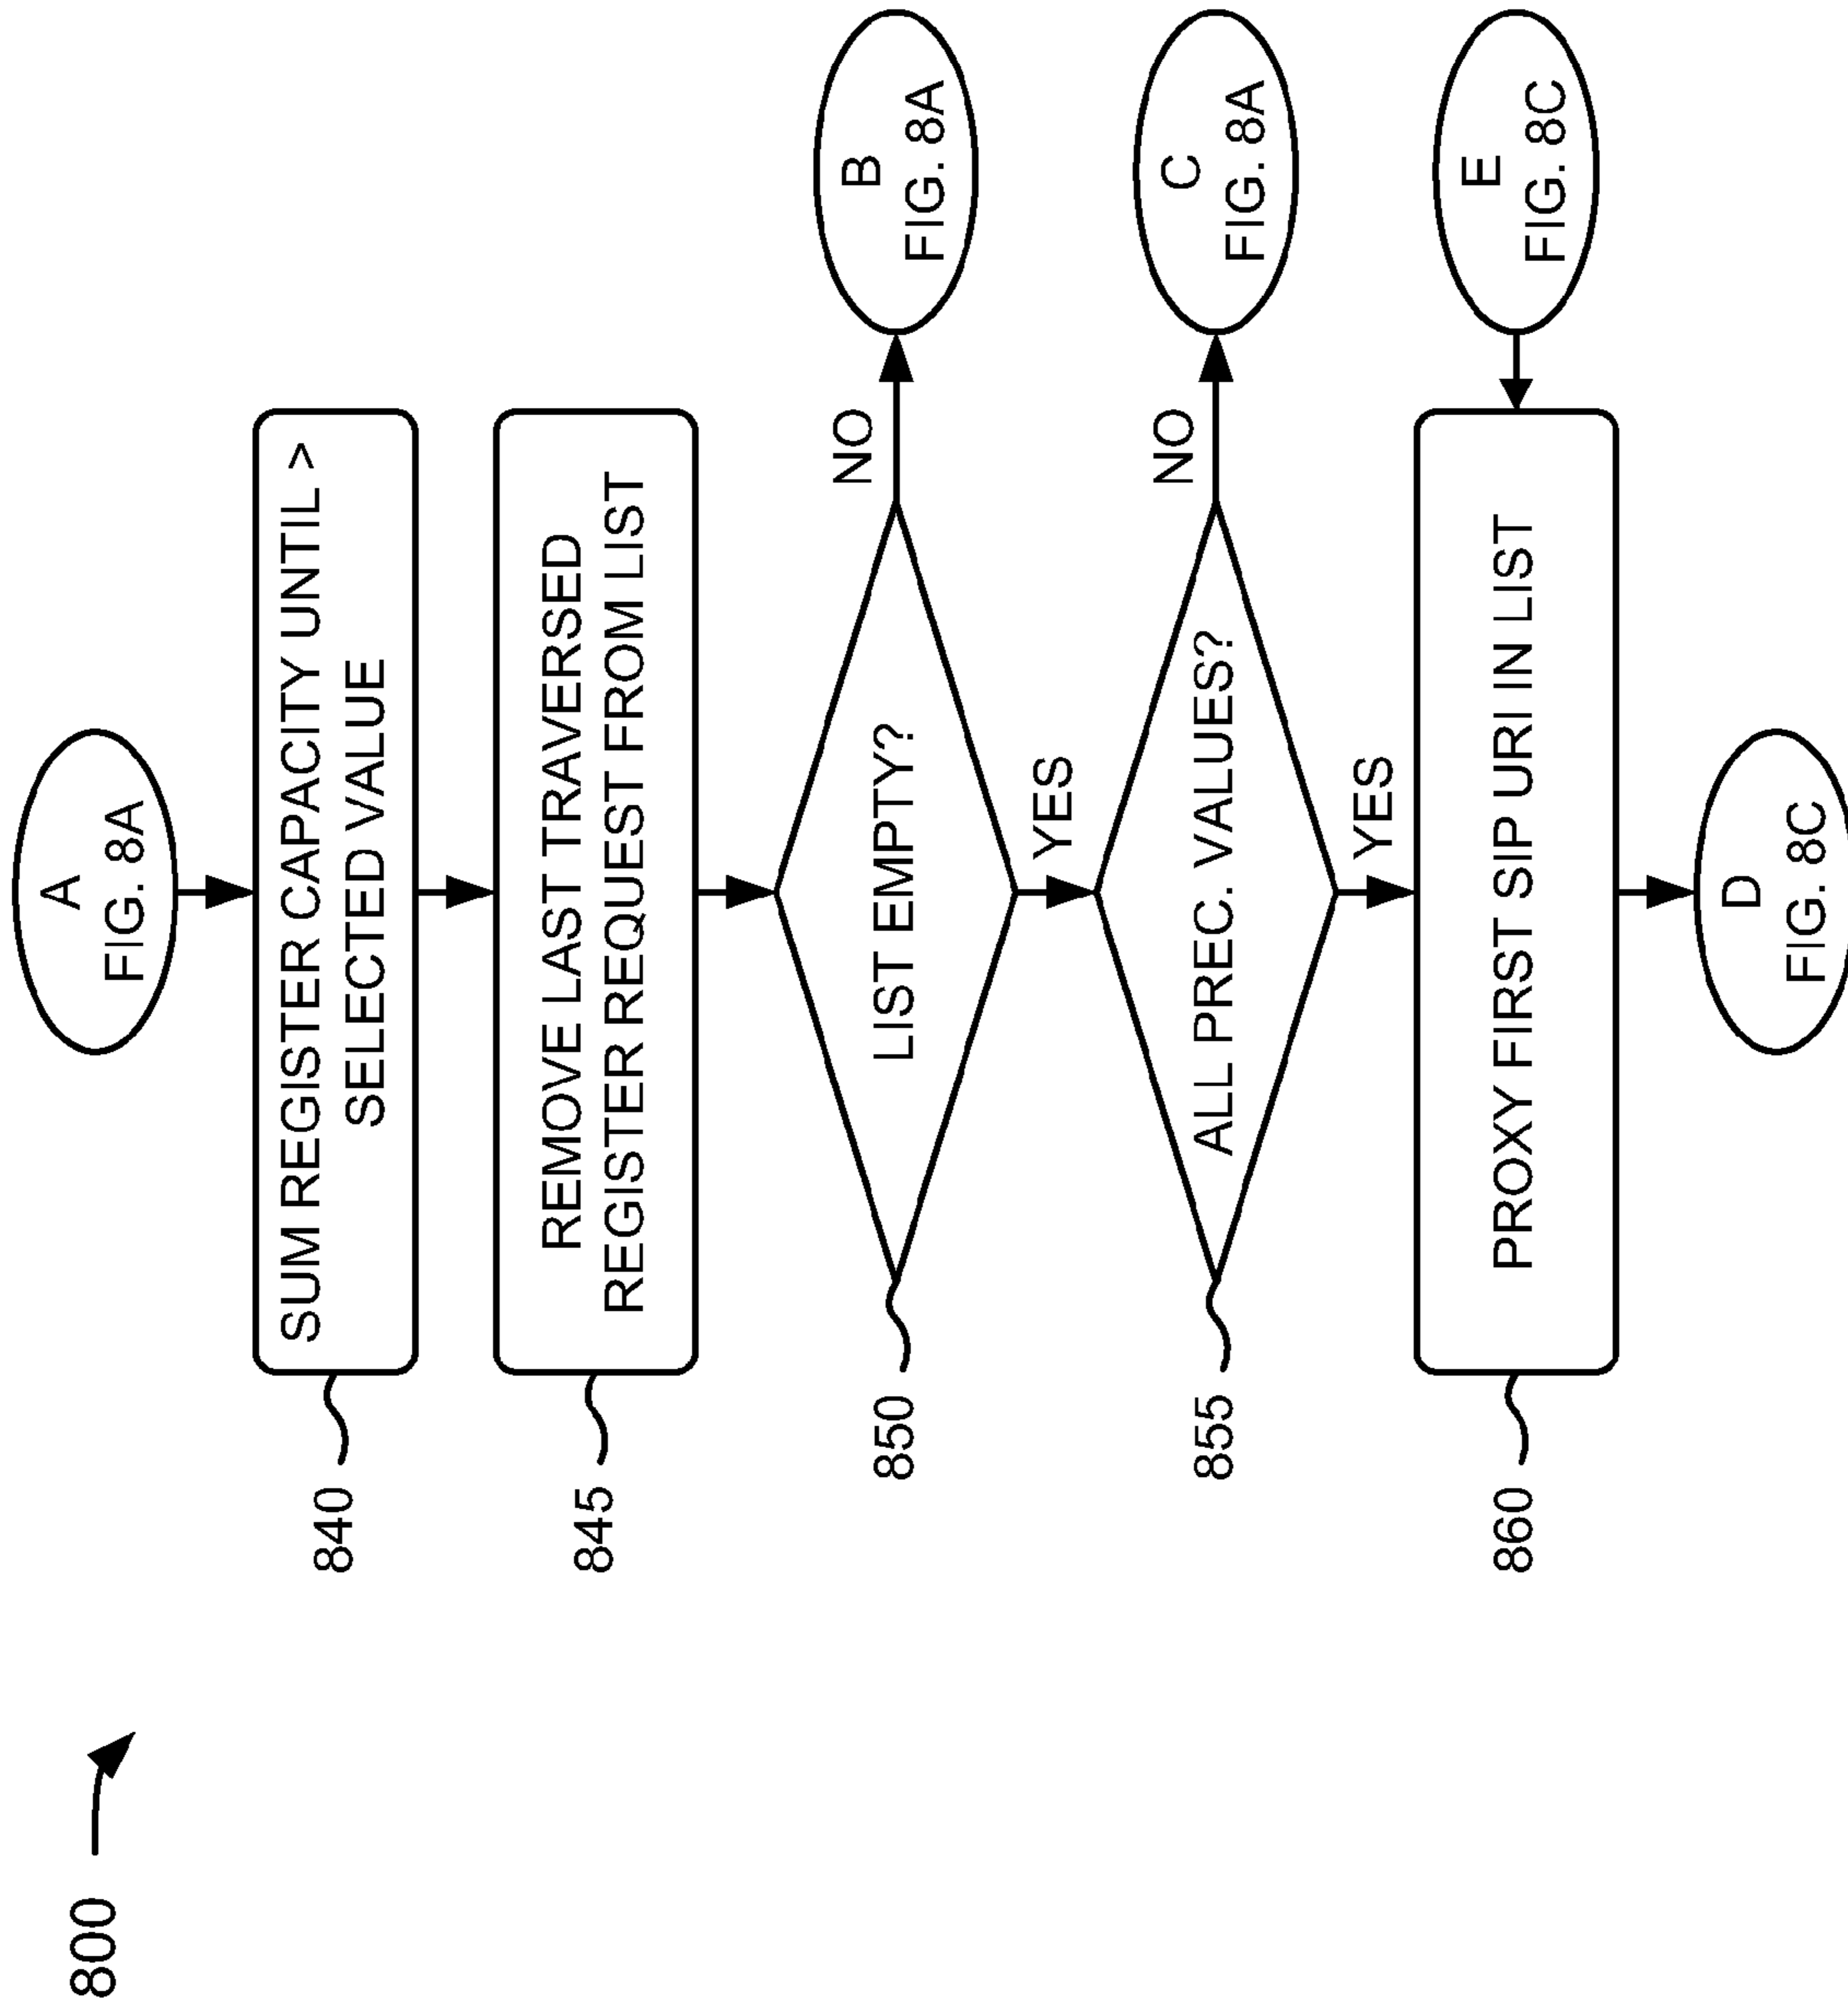 800
A
FIG. 8A
840
SUM REGISTER CAPACITY UNTIL >
SELECTED VALUE
845
REMOVE LAST TRAVERSED
REGISTER REQUEST FROM LIST
850
LIST EMPTY?
NO
B
FIG. 8A
YES
855
ALL PREC. VALUES?
NO
C
FIG. 8A
YES
860
PROXY FIRST SIP URI IN LIST
E
FIG. 8C
D
FIG. 8C